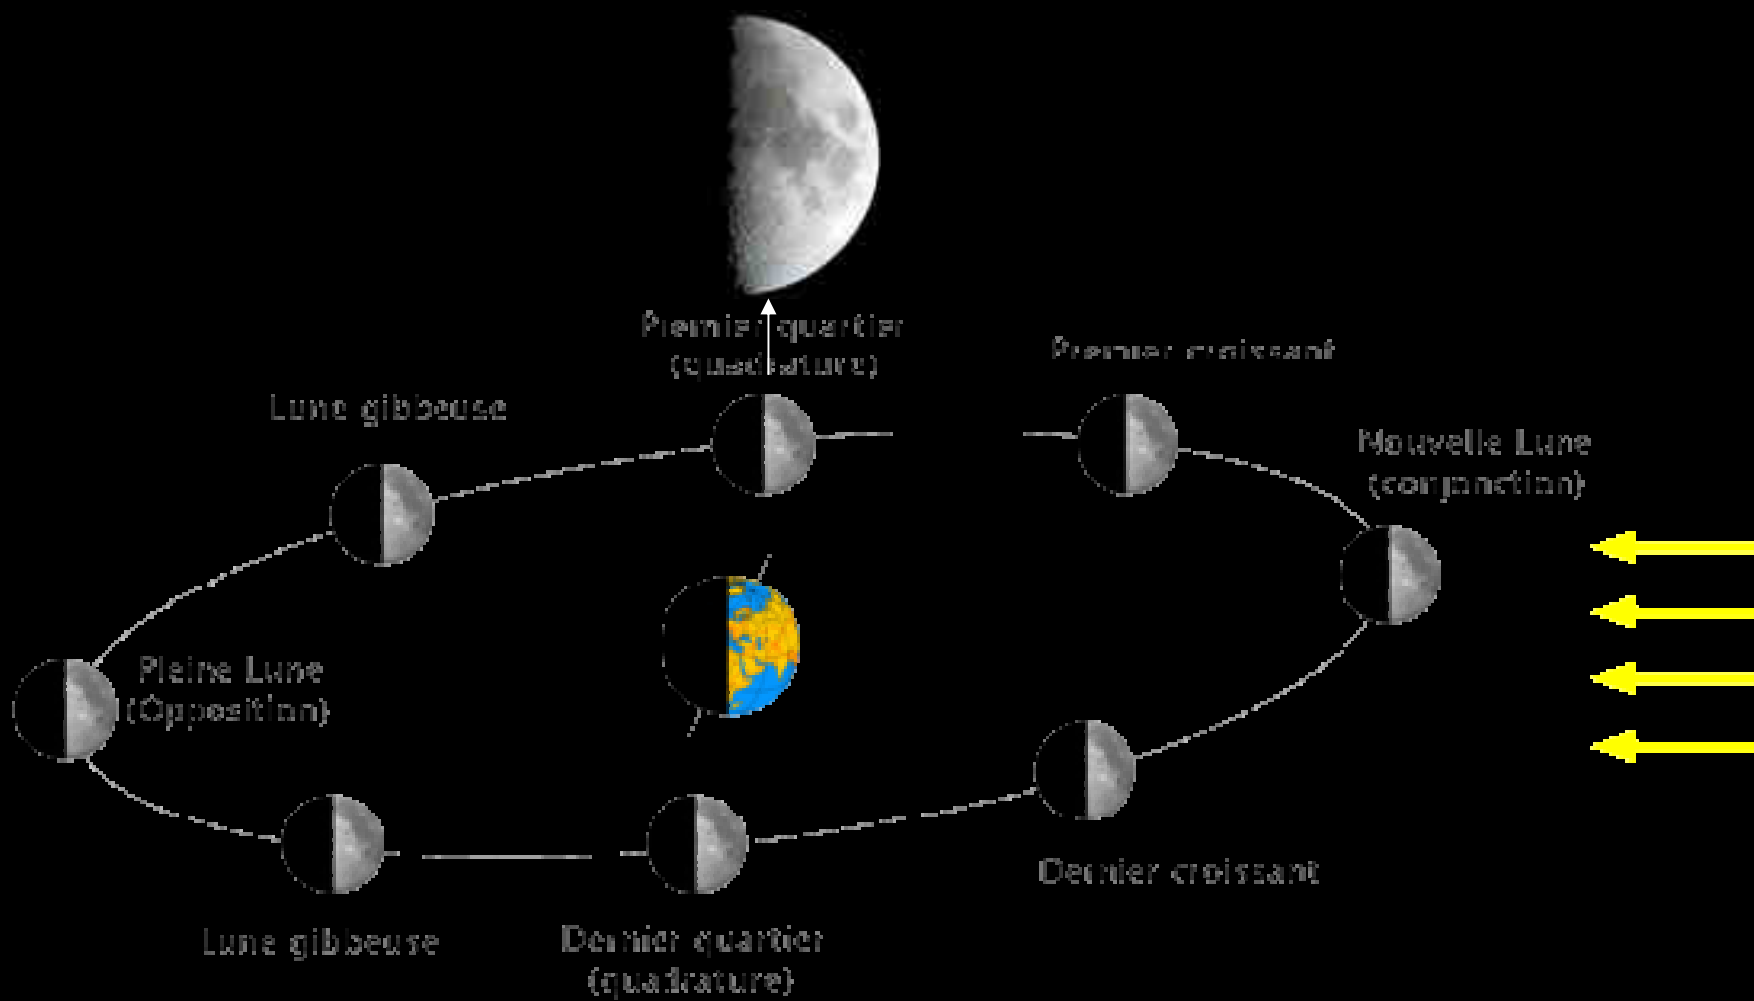 Premier quartier
(quadrature)
Premier croissant
Lune gibbeuse
Nouvelle Lune
(conjonction)
Pleine Lune
(Opposition)
Dernier croissant
Lune gibbeuse
Dernier quartier
(quadrature)